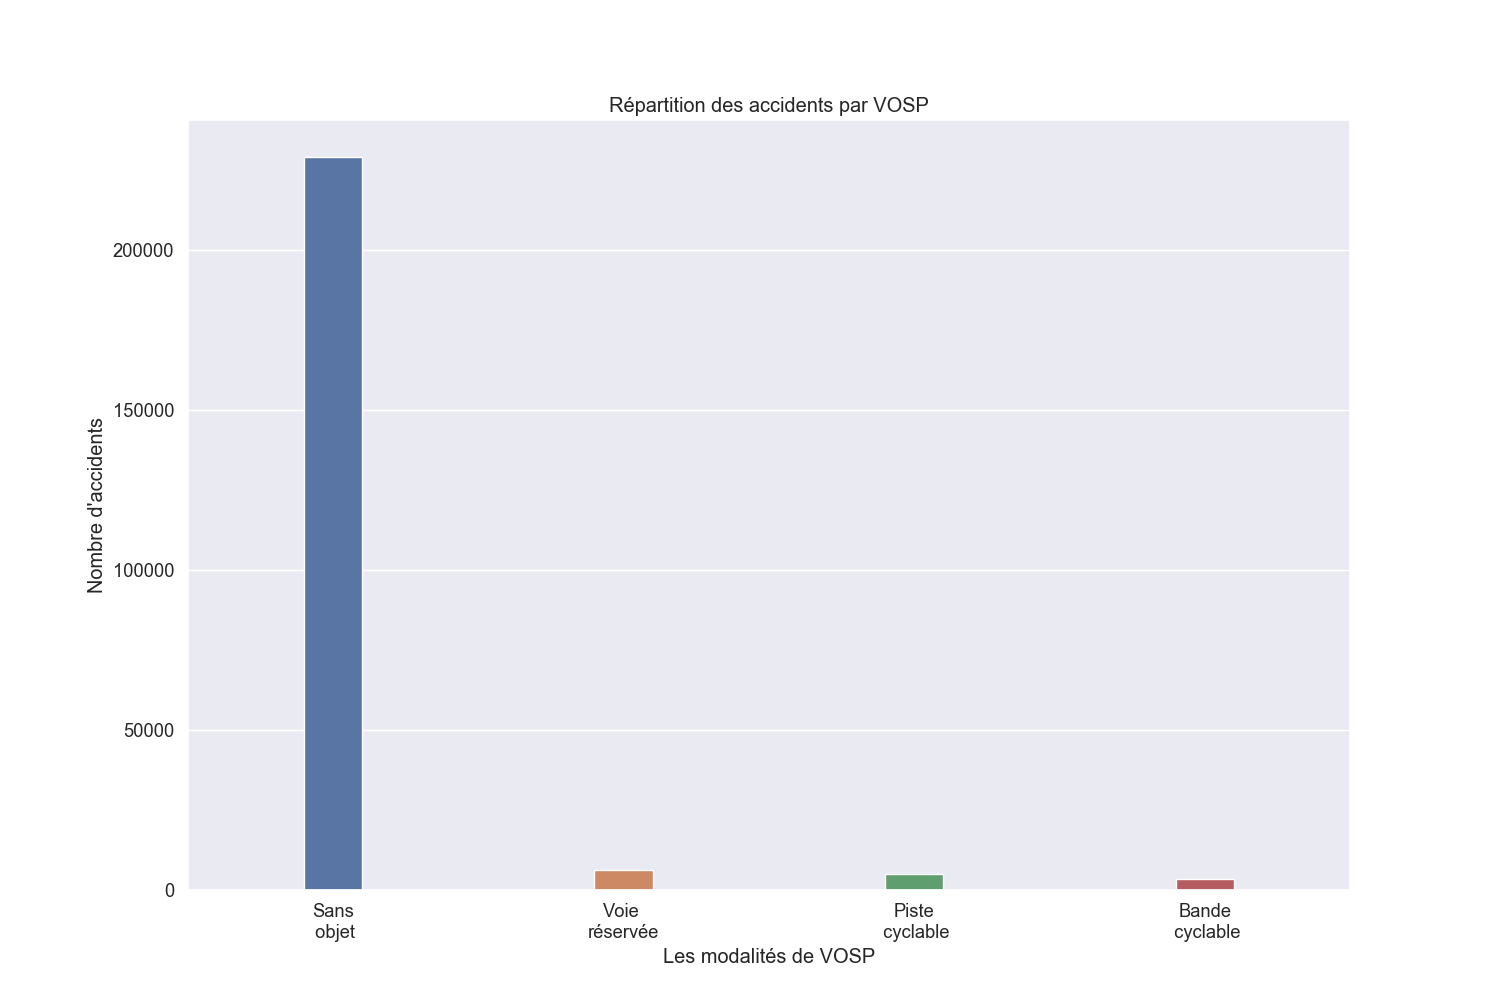 Répartition des accidents par VOSP
Nombre d'accidents
200000
150000
100000
50000
0
Sans
objet
Voie
réservée
Piste
cyclable
Bande
cyclable
Les modalités de VOSP